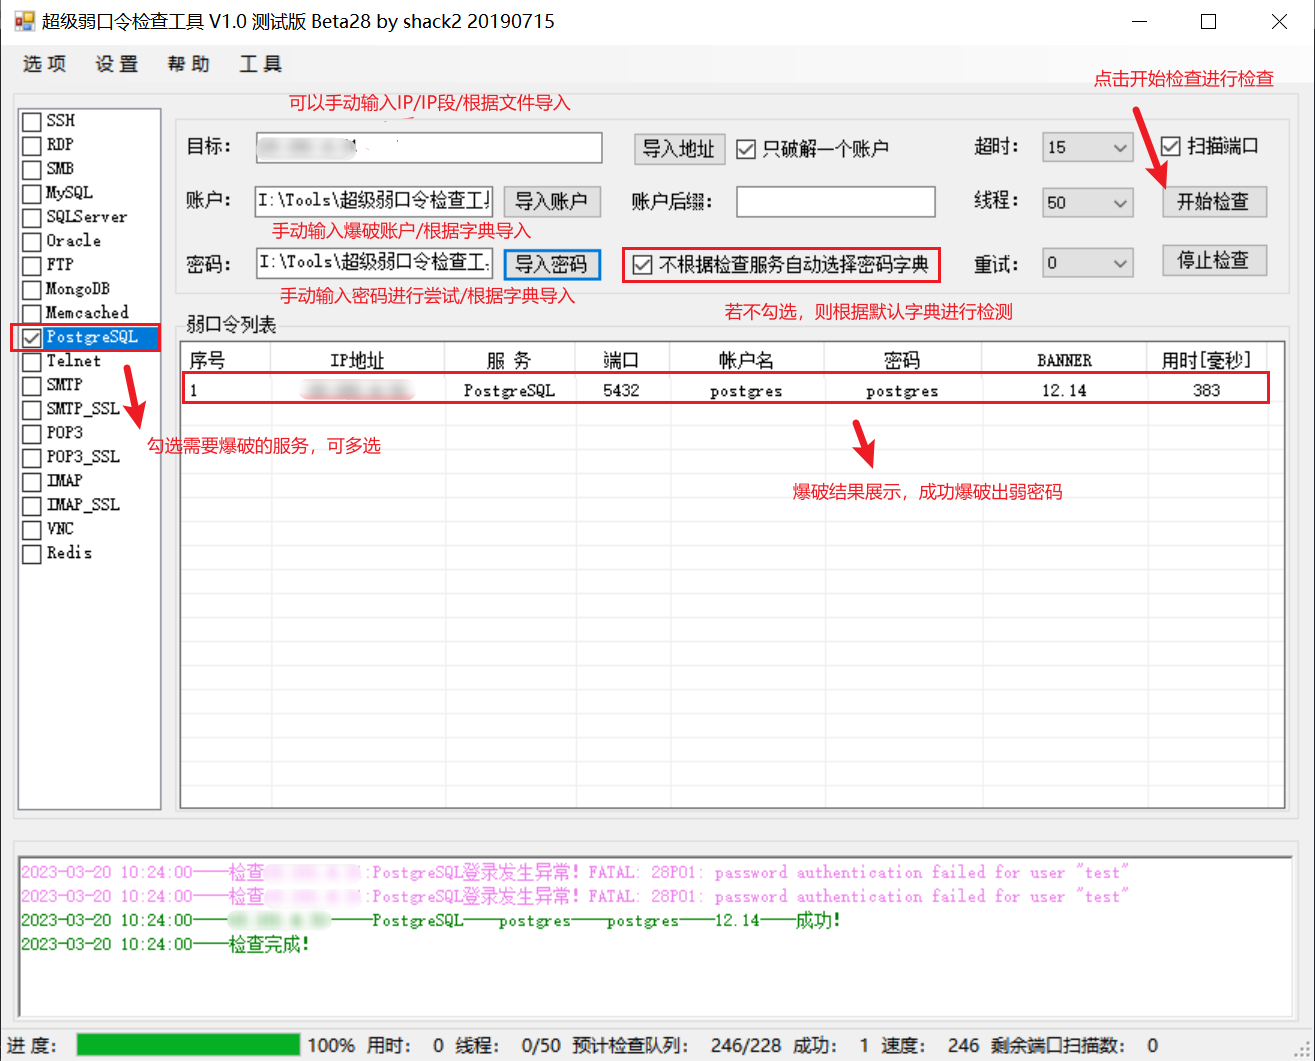 超级弱口令检查工具 V1.0 测试版 Beta28 by shack2 20190715
选项 设置 帮助 工具
点击开始检查进行检查
可以手动输入IP/IP段/根据文件导入
目标： 导入地址 只破解一个账户 超时： 15 扫描端口
账户： I:\Tools\超级弱口令检查工 导入账户 账户后缀： 线程： 50 开始检查
手动输入爆破账户/根据字典导入
密码： I:\Tools\超级弱口令检查工. 导入密码 不根据检查服务自动选择密码字典 重试： 0 停止检查
手动输入密码进行尝试/根据字典导入
若不勾选，则根据默认字典进行检测
SSH
RDP
SMB
MySQL
SQLServer
Oracle
FTP
MongoDB
Memcached
PostgreSQL
Telnet
SMTP
SMTP_SSL
POP3
POP3_SSL
IMAP
IMAP_SSL
VNC
Redis
勾选需要爆破的服务，可多选
弱口令列表
序号 IP地址 服 务 端口 帐户名 密码 BANNER 用时[毫秒]
1 PostgreSQL 5432 postgres postgres 12.14 383
爆破结果展示，成功爆破出弱密码
2023-03-20 10:24:00——检查 :PostgreSQL登录发生异常! FATAL: 28P01: password authentication failed for user "test"
2023-03-20 10:24:00——检查 :PostgreSQL登录发生异常! FATAL: 28P01: password authentication failed for user "test"
2023-03-20 10:24:00—— ——PostgreSQL——postgres——postgres——12.14——成功!
2023-03-20 10:24:00——检查完成!
进 度： 100% 用时： 0 线程： 0/50 预计检查队列： 246/228 成功： 1 速度： 246 剩余端口扫描数： 0